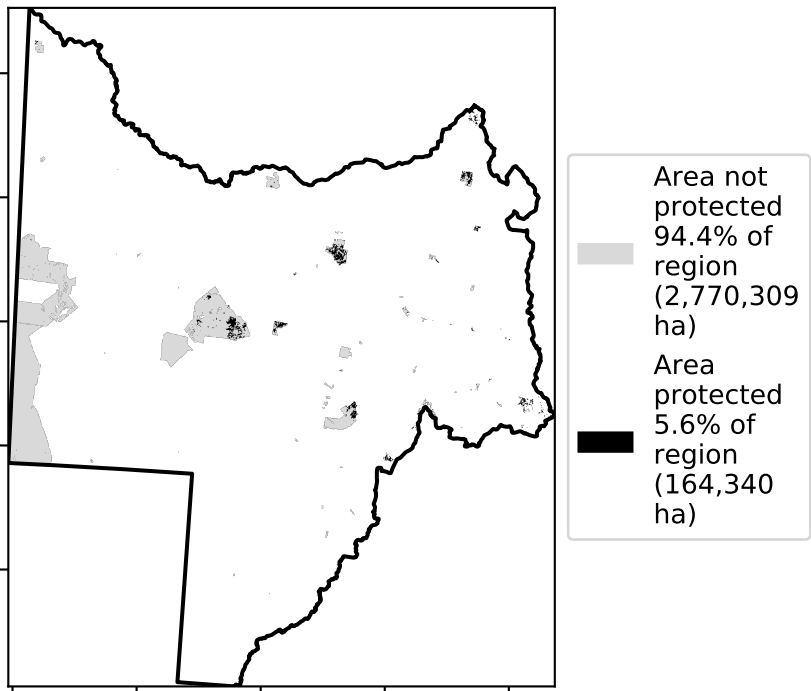 Area not
protected
94.4% of
region
(2,770,309
ha)
Area
protected
5.6% of
region
(164,340
ha)